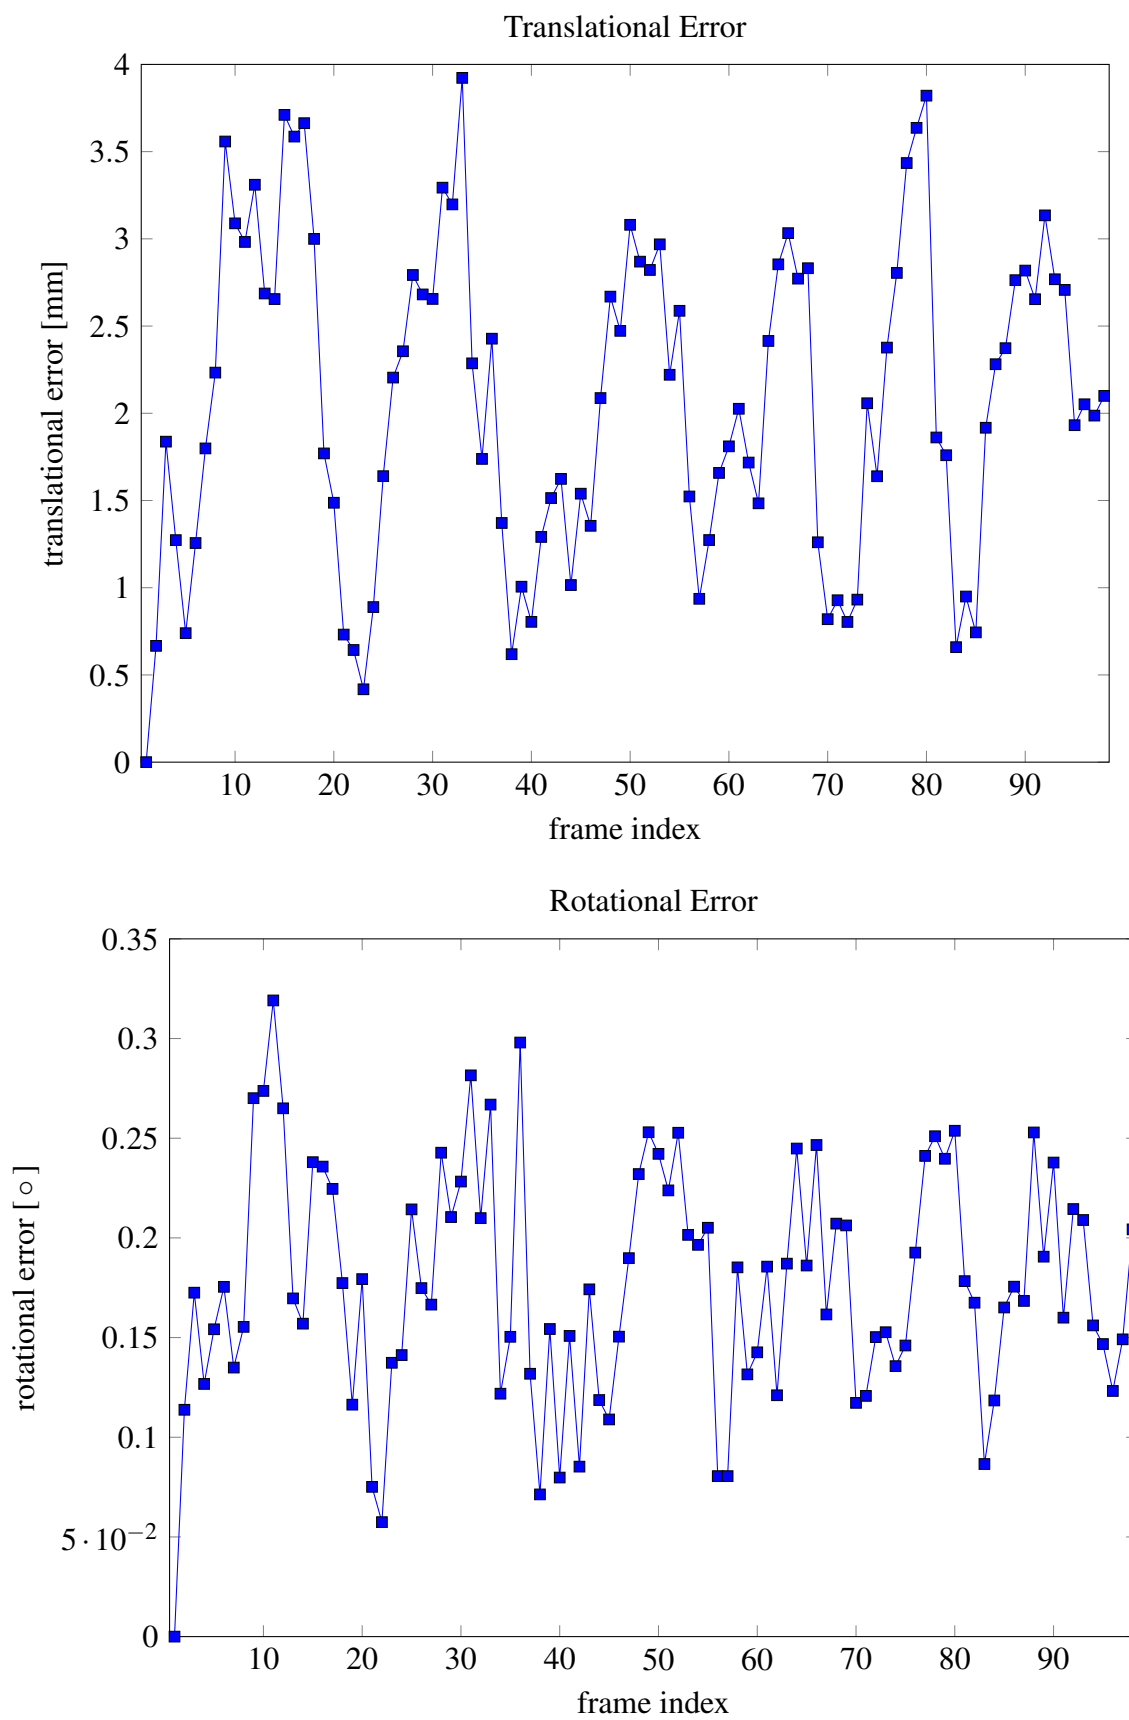 Translational Error
4
3.5
3
2.5
2
1.5
1
0.5
0
translational error [mm]
10 20 30 40 50 60 70 80 90
frame index
Rotational Error
0.35
0.3
0.25
0.2
0.15
0.1
5 · 10⁻²
0
rotational error [∘]
10 20 30 40 50 60 70 80 90
frame index